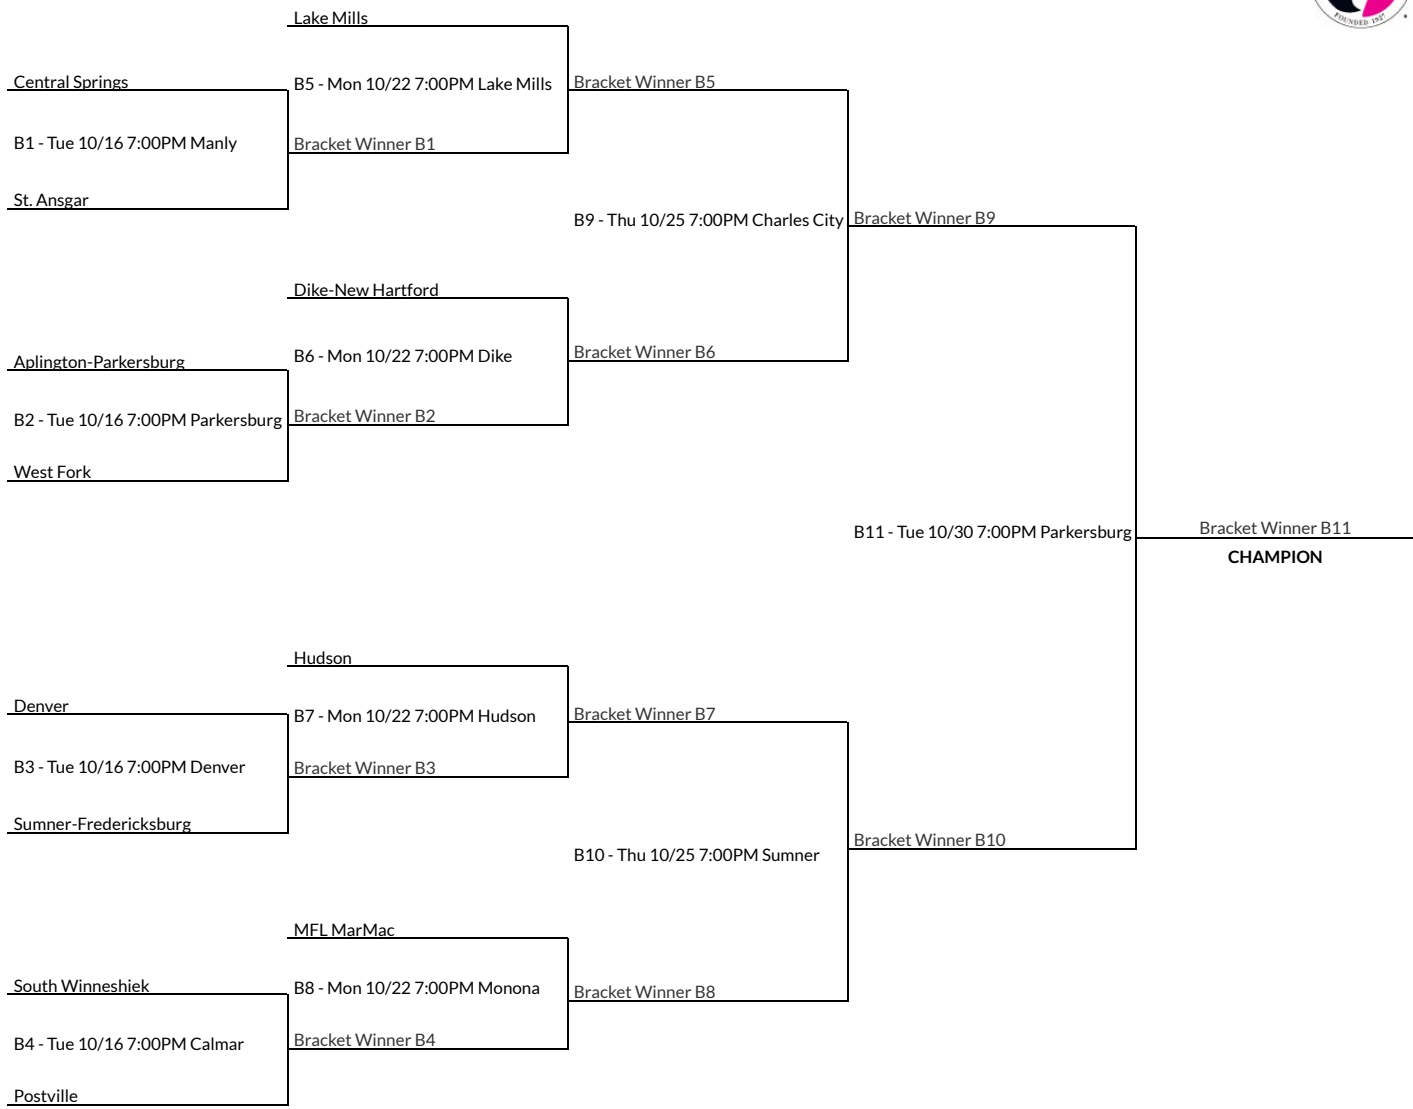 FOUNDED 1927
Lake Mills
Central Springs
B5 - Mon 10/22 7:00PM Lake Mills
Bracket Winner B5
B1 - Tue 10/16 7:00PM Manly
Bracket Winner B1
St. Ansgar
B9 - Thu 10/25 7:00PM Charles City
Bracket Winner B9
Dike-New Hartford
Aplington-Parkersburg
B6 - Mon 10/22 7:00PM Dike
Bracket Winner B6
B2 - Tue 10/16 7:00PM Parkersburg
Bracket Winner B2
West Fork
B11 - Tue 10/30 7:00PM Parkersburg
Bracket Winner B11
CHAMPION
Hudson
Denver
B7 - Mon 10/22 7:00PM Hudson
Bracket Winner B7
B3 - Tue 10/16 7:00PM Denver
Bracket Winner B3
Sumner-Fredericksburg
B10 - Thu 10/25 7:00PM Sumner
Bracket Winner B10
MFL MarMac
South Winneshiek
B8 - Mon 10/22 7:00PM Monona
Bracket Winner B8
B4 - Tue 10/16 7:00PM Calmar
Bracket Winner B4
Postville